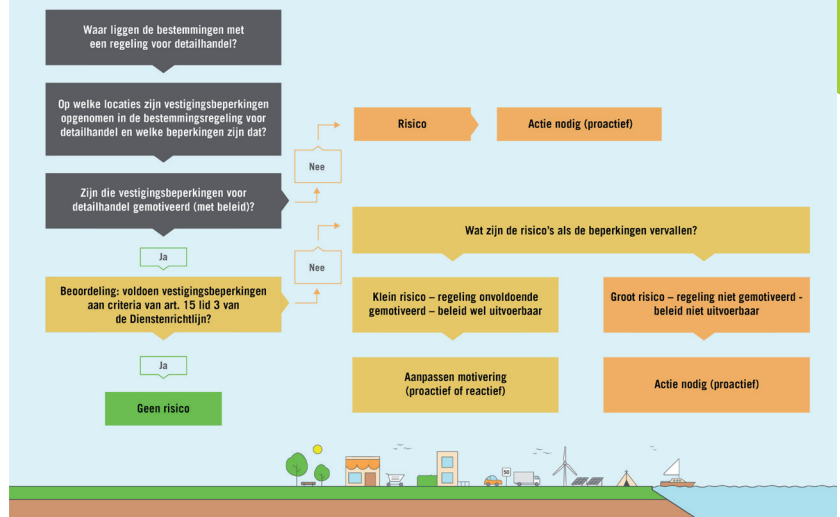 Waar liggen de bestemmingen met
een regeling voor detailhandel?
Op welke locaties zijn vestigingsbeperkingen
opgenomen in de bestemmingsregeling voor
detailhandel en welke beperkingen zijn dat?
Risico
Actie nodig (proactief)
Nee
Zijn die vestigingsbeperkingen voor
detailhandel gemotiveerd (met beleid)?
Wat zijn de risico's als de beperkingen vervallen?
Ja
Nee
Beoordeling: voldoen vestigingsbeperkingen
aan criteria van art. 15 lid 3 van
de Dienstenrichtlijn?
Klein risico – regeling onvoldoende
gemotiveerd – beleid wel uitvoerbaar
Groot risico – regeling niet gemotiveerd -
beleid niet uitvoerbaar
Ja
Aanpassen motivering
(proactief of reactief)
Actie nodig (proactief)
Geen risico
50